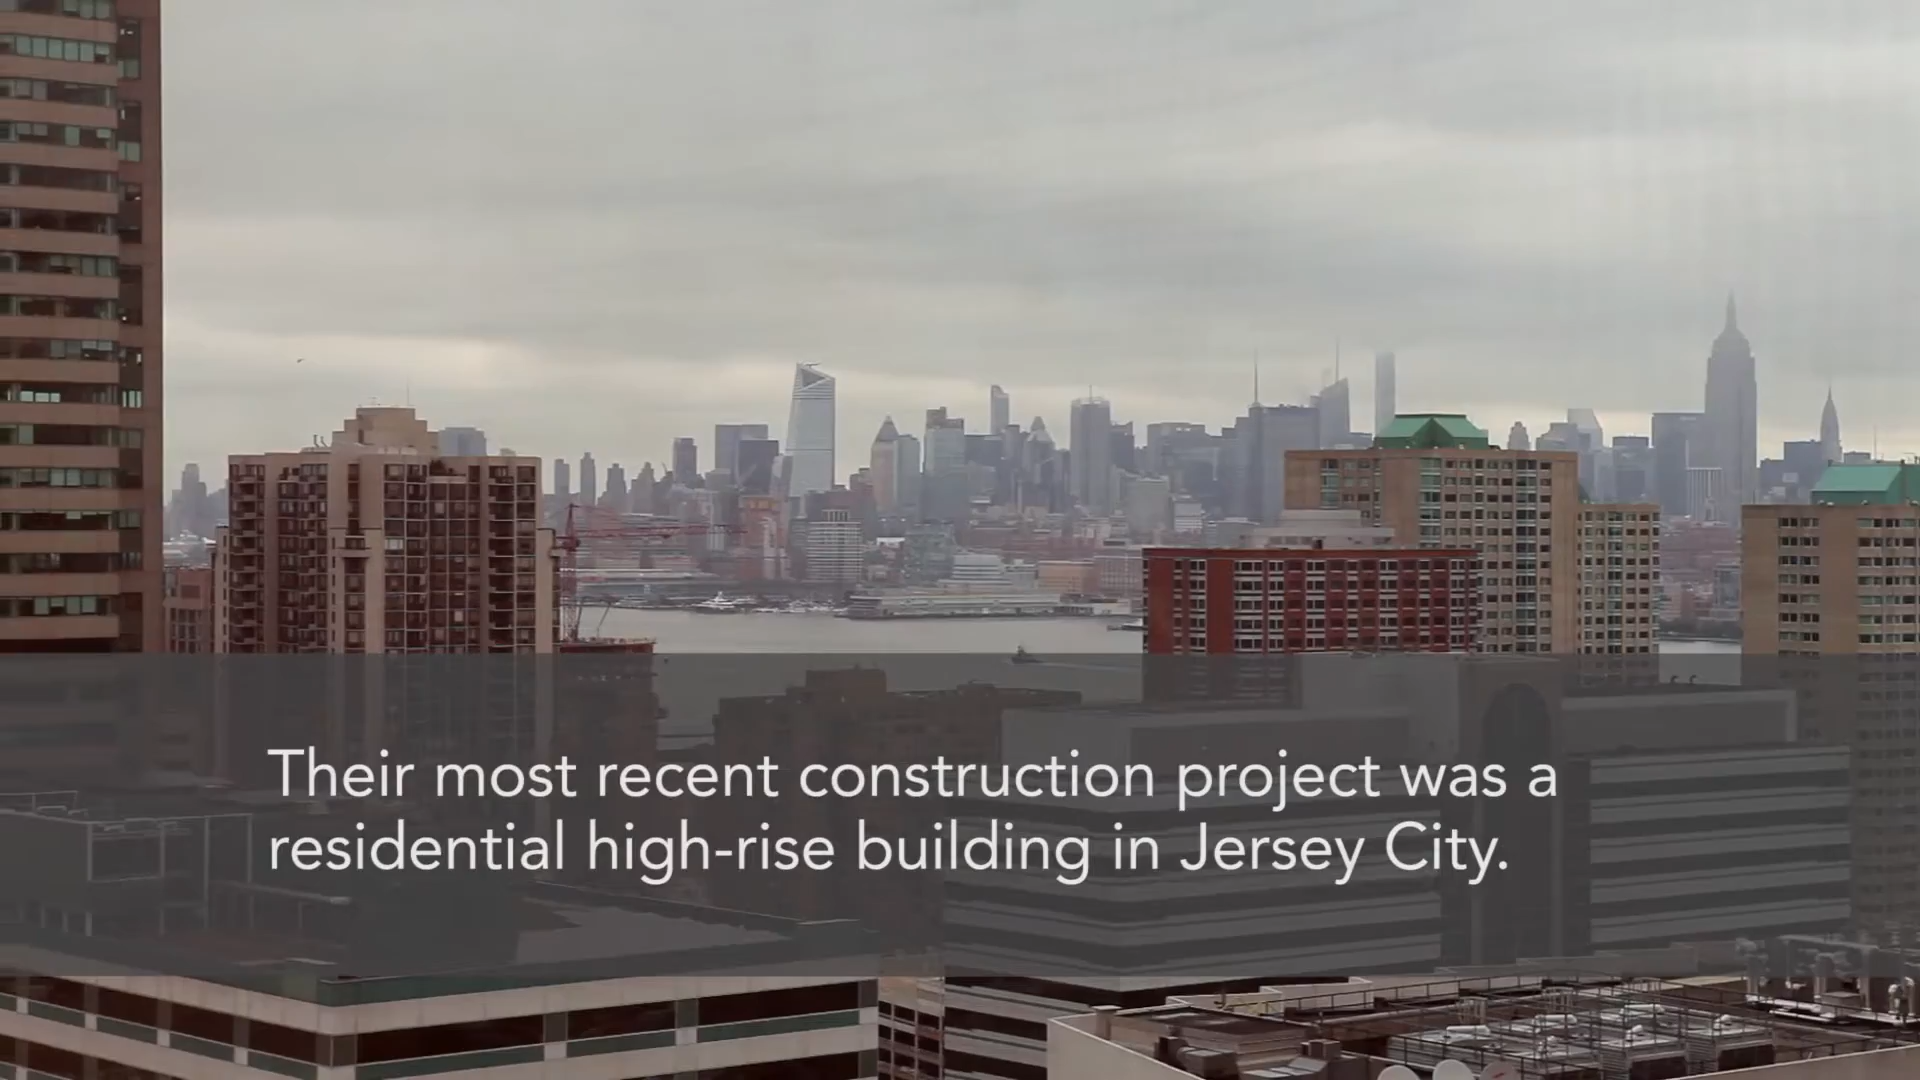 Their most recent construction project was a
residential high-rise building in Jersey City.